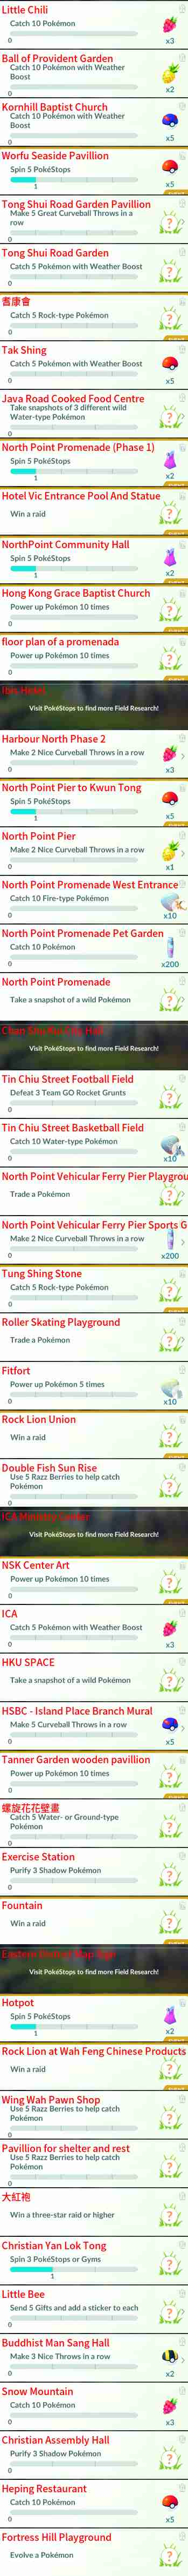 Little Chili
Catch 10 Pokémon
0
x3
Ball of Provident Garden
Catch 10 Pokémon with Weather
Boost
0
x2
Kornhill Baptist Church
Catch 10 Pokémon with Weather
Boost
0
x5
Worfu Seaside Pavillion
Spin 5 PokéStops
1
x5
Tong Shui Road Garden Pavillion
Make 5 Great Curveball Throws in a
row
?
0
Tong Shui Road Garden
Catch 5 Pokémon with Weather Boost
?
0
耆康會
Catch 5 Rock-type Pokémon
?
0
Tak Shing
Catch 5 Pokémon with Weather Boost
0
x5
Java Road Cooked Food Centre
Take snapshots of 3 different wild
Water-type Pokémon
?
0
North Point Promenade (Phase 1)
Spin 5 PokéStops
1
x2
Hotel Vic Entrance Pool And Statue
Win a raid
?
NorthPoint Community Hall
Spin 5 PokéStops
1
x2
Hong Kong Grace Baptist Church
Power up Pokémon 10 times
?
0
floor plan of a promenada
Power up Pokémon 10 times
?
0
Visit PokéStops to find more Field Research!
Harbour North Phase 2
Make 2 Nice Curveball Throws in a row
0
x3
North Point Pier to Kwun Tong
Spin 5 PokéStops
1
x5
North Point Pier
Make 2 Nice Curveball Throws in a row
0
x1
North Point Promenade West Entrance
Catch 10 Fire-type Pokémon
0
x10
North Point Promenade Pet Garden
Catch 10 Pokémon
0
x200
North Point Promenade
Take a snapshot of a wild Pokémon
?
Visit PokéStops to find more Field Research!
Tin Chiu Street Football Field
Defeat 3 Team GO Rocket Grunts
?
0
Tin Chiu Street Basketball Field
Catch 10 Water-type Pokémon
0
x10
North Point Vehicular Ferry Pier Playgrou
Trade a Pokémon
?
North Point Vehicular Ferry Pier Sports G
Make 2 Nice Curveball Throws in a row
0
x200
Tung Shing Stone
Catch 5 Rock-type Pokémon
?
0
Roller Skating Playground
Trade a Pokémon
?
Fitfort
Power up Pokémon 5 times
0
x10
Rock Lion Union
Win a raid
?
Double Fish Sun Rise
Use 5 Razz Berries to help catch
Pokémon
?
0
Visit PokéStops to find more Field Research!
NSK Center Art
Power up Pokémon 10 times
?
0
ICA
Catch 5 Pokémon with Weather Boost
0
x3
HKU SPACE
Take a snapshot of a wild Pokémon
?
HSBC - Island Place Branch Mural
Make 5 Curveball Throws in a row
0
x5
Tanner Garden wooden pavillion
Power up Pokémon 10 times
?
0
螺旋花花壁畫
Catch 5 Water- or Ground-type
Pokémon
?
0
Exercise Station
Purify 3 Shadow Pokémon
?
0
Fountain
Win a raid
?
Visit PokéStops to find more Field Research!
Hotpot
Spin 5 PokéStops
1
x2
Rock Lion at Wah Feng Chinese Products
Win a raid
?
Wing Wah Pawn Shop
Use 5 Razz Berries to help catch
Pokémon
?
0
Pavillion for shelter and rest
Use 5 Razz Berries to help catch
Pokémon
?
0
大紅袍
Win a three-star raid or higher
?
Christian Yan Lok Tong
Spin 3 PokéStops or Gyms
?
1
Little Bee
Send 5 Gifts and add a sticker to each
?
0
Buddhist Man Sang Hall
Make 3 Nice Throws in a row
0
x2
Snow Mountain
Catch 10 Pokémon
0
x3
Christian Assembly Hall
Purify 3 Shadow Pokémon
?
0
Heping Restaurant
Catch 10 Pokémon
0
x5
Fortress Hill Playground
Evolve a Pokémon
?